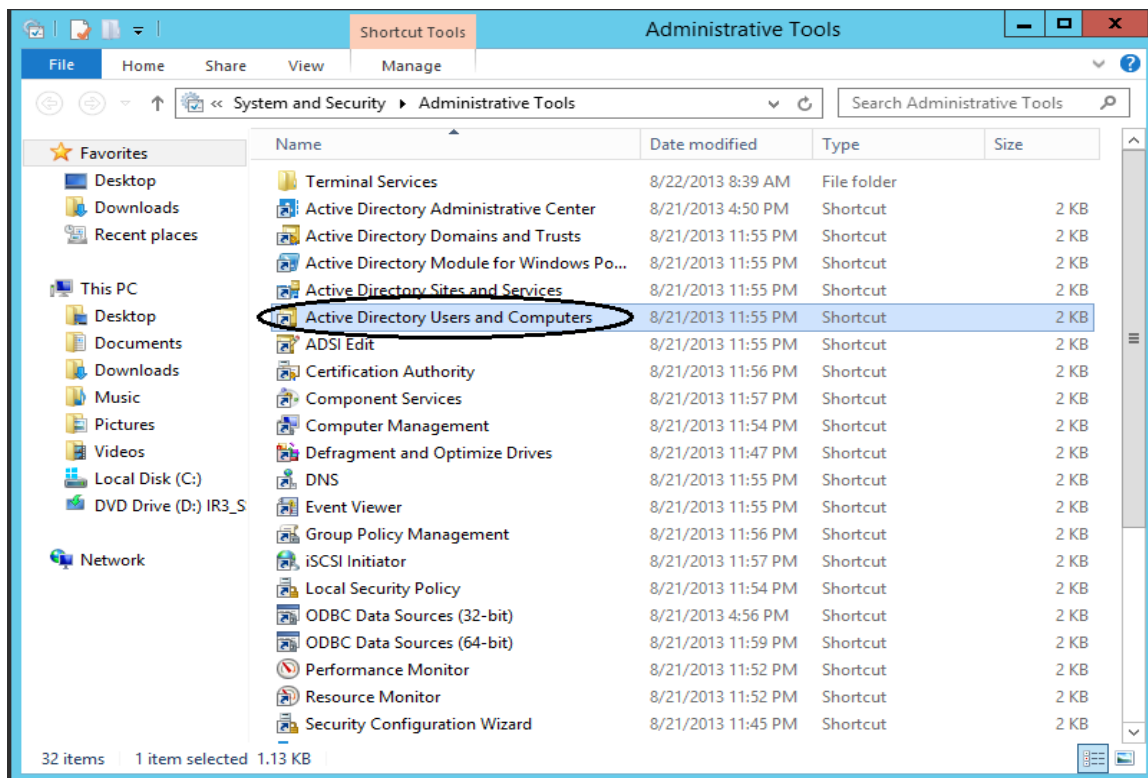 Shortcut Tools
Administrative Tools
File Home Share View Manage
« System and Security Administrative Tools Search Administrative Tools
Name Date modified Type Size
Favorites
Desktop
Downloads
Recent places
This PC
Desktop
Documents
Downloads
Music
Pictures
Videos
Local Disk (C:)
DVD Drive (D:) IR3_S
Network
Terminal Services 8/22/2013 8:39 AM File folder
Active Directory Administrative Center 8/21/2013 4:50 PM Shortcut 2 KB
Active Directory Domains and Trusts 8/21/2013 11:55 PM Shortcut 2 KB
Active Directory Module for Windows Po... 8/21/2013 11:55 PM Shortcut 2 KB
Active Directory Sites and Services 8/21/2013 11:55 PM Shortcut 2 KB
Active Directory Users and Computers 8/21/2013 11:55 PM Shortcut 2 KB
ADSI Edit 8/21/2013 11:55 PM Shortcut 2 KB
Certification Authority 8/21/2013 11:56 PM Shortcut 2 KB
Component Services 8/21/2013 11:57 PM Shortcut 2 KB
Computer Management 8/21/2013 11:54 PM Shortcut 2 KB
Defragment and Optimize Drives 8/21/2013 11:47 PM Shortcut 2 KB
DNS 8/21/2013 11:55 PM Shortcut 2 KB
Event Viewer 8/21/2013 11:55 PM Shortcut 2 KB
Group Policy Management 8/21/2013 11:56 PM Shortcut 2 KB
iSCSI Initiator 8/21/2013 11:57 PM Shortcut 2 KB
Local Security Policy 8/21/2013 11:54 PM Shortcut 2 KB
ODBC Data Sources (32-bit) 8/21/2013 4:56 PM Shortcut 2 KB
ODBC Data Sources (64-bit) 8/21/2013 11:59 PM Shortcut 2 KB
Performance Monitor 8/21/2013 11:52 PM Shortcut 2 KB
Resource Monitor 8/21/2013 11:52 PM Shortcut 2 KB
Security Configuration Wizard 8/21/2013 11:45 PM Shortcut 2 KB
32 items 1 item selected 1.13 KB